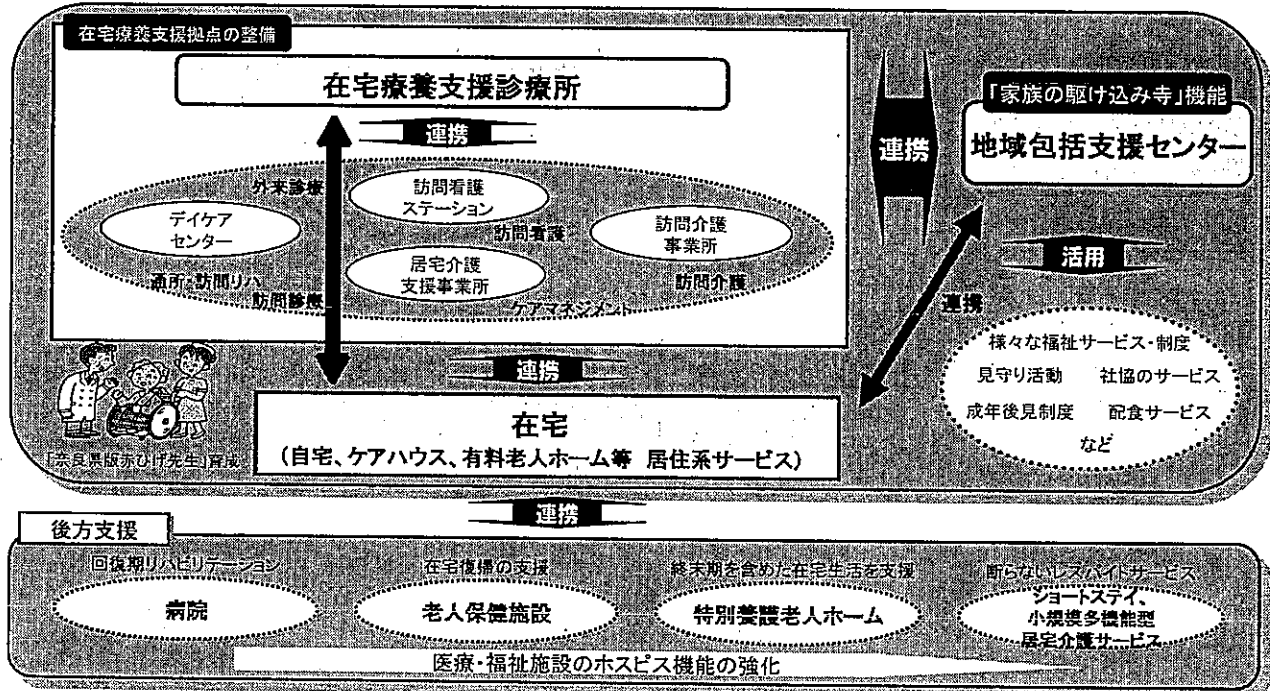 在宅療養支援拠点の整備
在宅療養支援診療所
連携
外来診療
訪問看護
ステーション
デイケア
センター
訪問看護
訪問介護
事業所
居宅介護
支援事業所
通所・訪問リハ
訪問診療
訪問介護
ケアマネジメント
連携
「家族の駆け込み寺」機能
地域包括支援センター
活用
連携
様々な福祉サービス・制度
見守り活動 社協のサービス
成年後見制度 配食サービス
など
連携
在宅
(自宅、ケアハウス、有料老人ホーム等 居住系サービス)
「奈良県版赤ひげ先生」育成
連携
後方支援
回復期リハビリテーション
病院
在宅復帰の支援
老人保健施設
終末期を含めた在宅生活を支援
特別養護老人ホーム
断らないレスパイトサービス
ショートステイ、
小規模多機能型
居宅介護サービス
医療・福祉施設のホスピス機能の強化